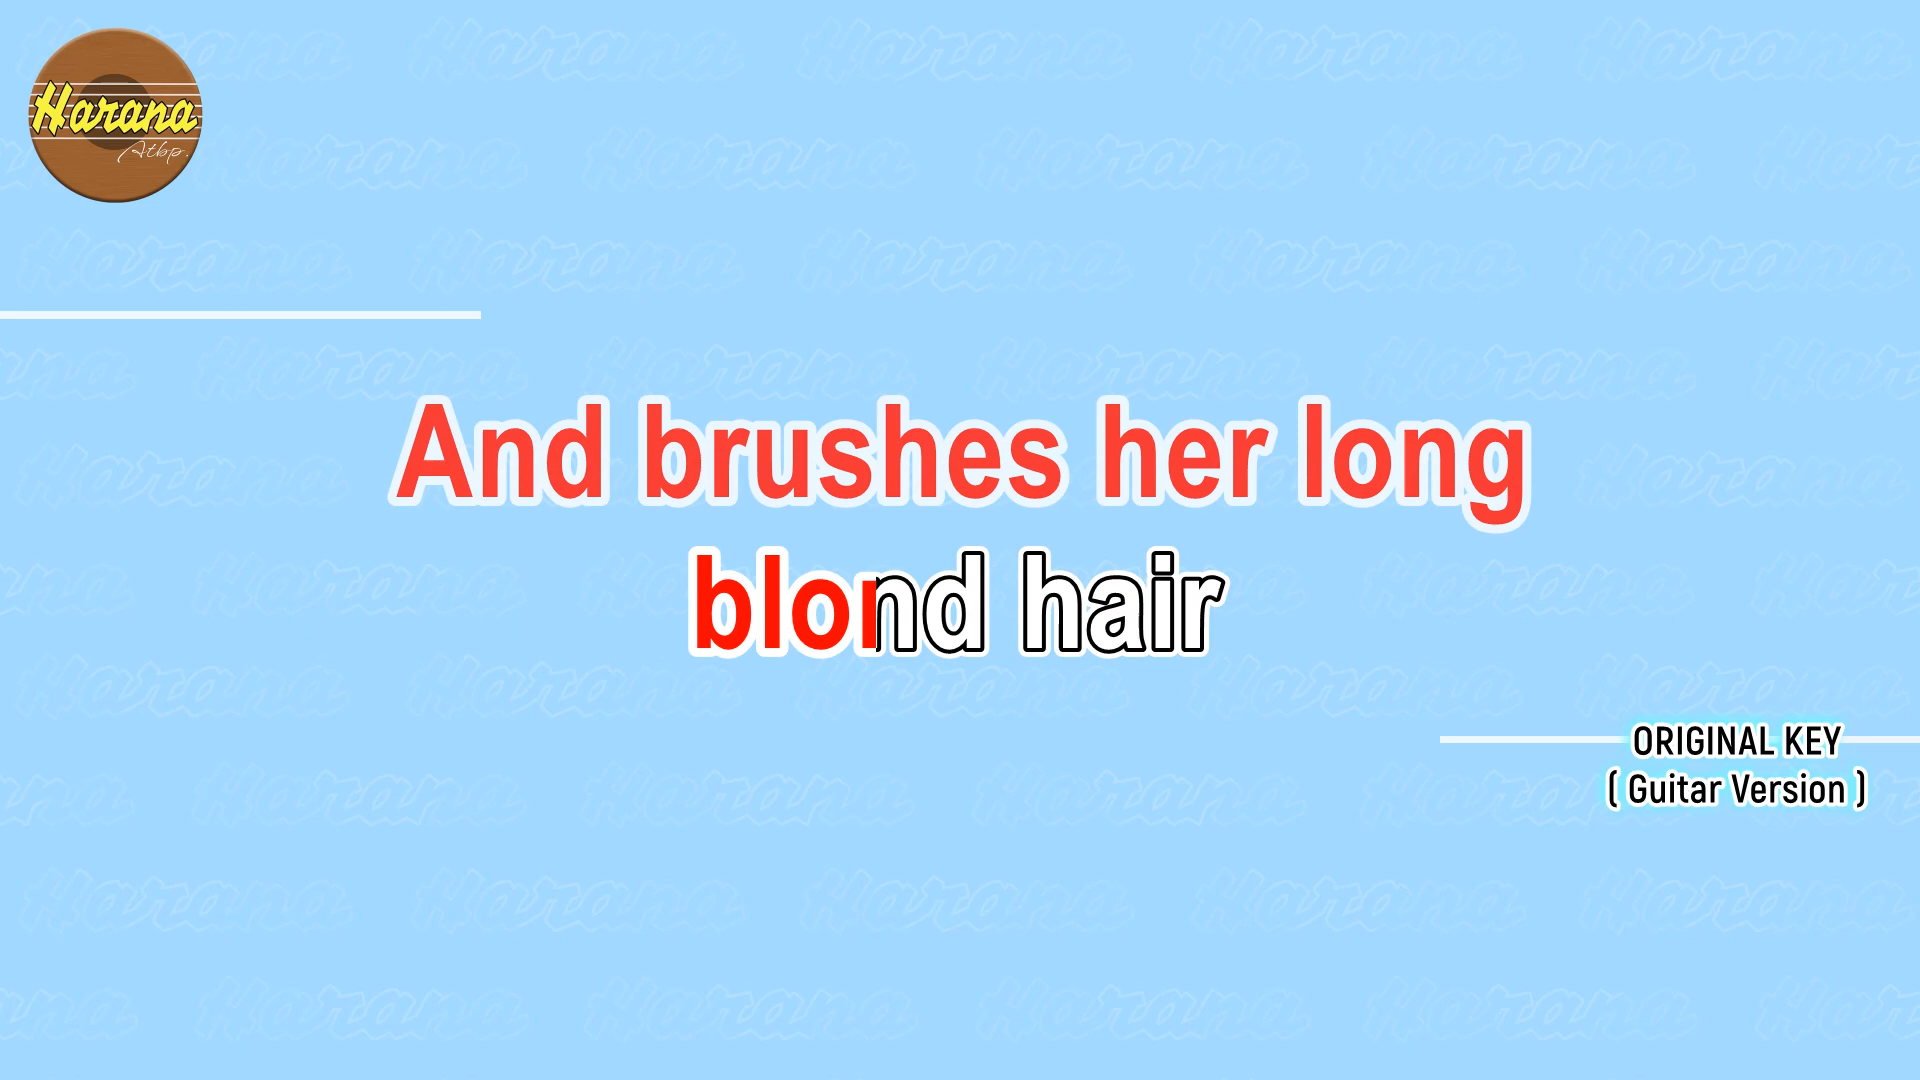 Harana
Atbp.
And brushes her long
blond hair
ORIGINAL KEY
( Guitar Version )